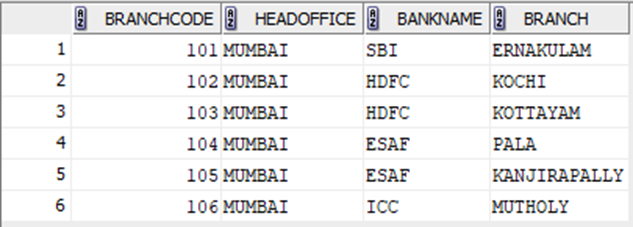 BRANCHCODE HEADOFFICE BANKNAME BRANCH
1 101 MUMBAI SBI ERNAKULAM
2 102 MUMBAI HDFC KOCHI
3 103 MUMBAI HDFC KOTTAYAM
4 104 MUMBAI ESAF PALA
5 105 MUMBAI ESAF KANJIRAPALLY
6 106 MUMBAI ICC MUTHOLY